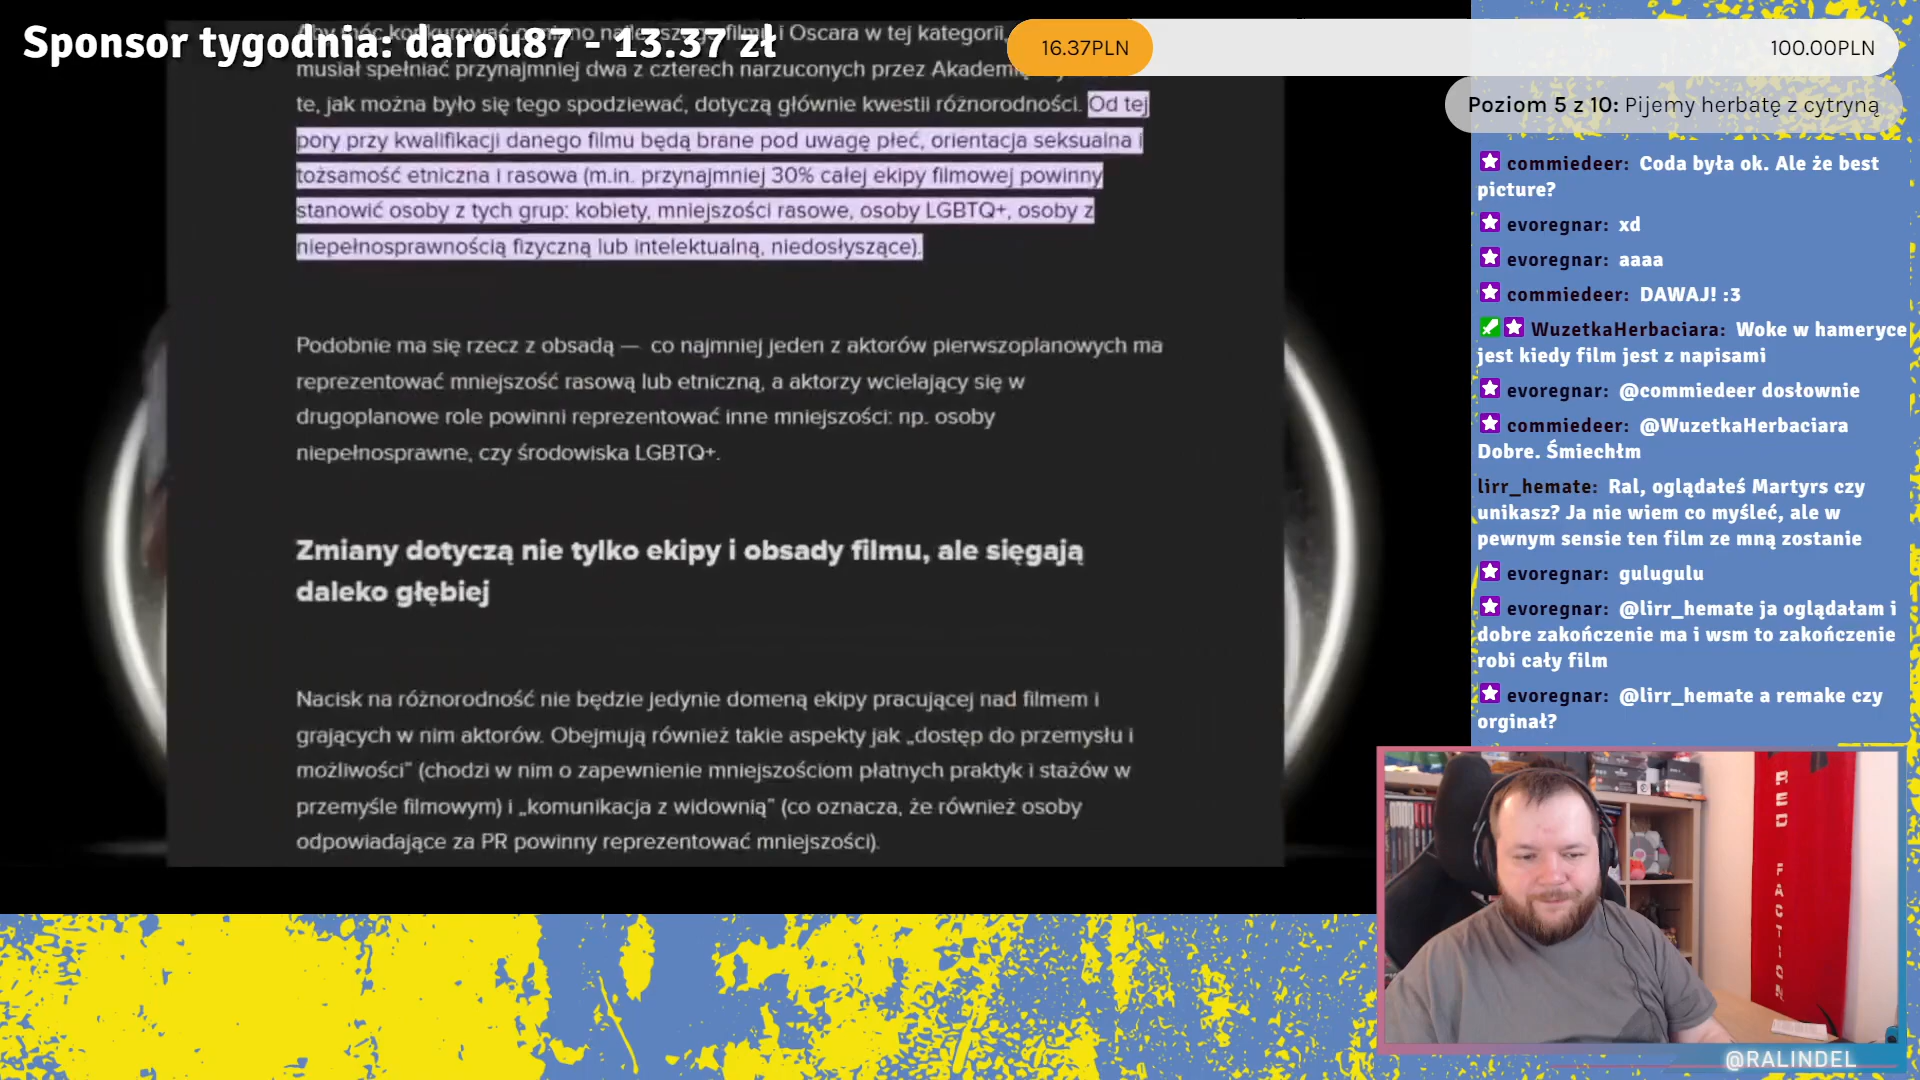 Sponsor tygodnia: darou87 - 13.37 zł
16.37PLN
100.00PLN
Poziom 5 z 10: Pijemy herbatę z cytryną
i Oscara w tej kategorii,
musiał spełniać przynajmniej dwa z czterech narzuconych przez
te, jak można było się tego spodziewać, dotyczą głównie kwestii różnorodności. Od tej
pory przy kwalifikacji danego filmu będą brane pod uwagę płeć, orientacja seksualna i
tożsamość etniczna i rasowa (m.in. przynajmniej 30% całej ekipy filmowej powinny
stanowić osoby z tych grup: kobiety, mniejszości rasowe, osoby LGBTQ+, osoby z
niepełnosprawnością fizyczną lub intelektualną, niedosłyszące).
Podobnie ma się rzecz z obsadą — co najmniej jeden z aktorów pierwszoplanowych ma
reprezentować mniejszość rasową lub etniczną, a aktorzy wcielający się w
drugoplanowe role powinni reprezentować inne mniejszości: np. osoby
niepełnosprawne, czy środowiska LGBTQ+.
Zmiany dotyczą nie tylko ekipy i obsady filmu, ale sięgają
daleko głębiej
Nacisk na różnorodność nie będzie jedynie domeną ekipy pracującej nad filmem i
grających w nim aktorów. Obejmują również takie aspekty jak „dostęp do przemysłu i
możliwości” (chodzi w nim o zapewnienie mniejszościom płatnych praktyk i stażów w
przemyśle filmowym) i „komunikacja z widownią” (co oznacza, że również osoby
odpowiadające za PR powinny reprezentować mniejszości).
commiedeer: Coda była ok. Ale że best
picture?
evoregnar: xd
evoregnar: aaaa
commiedeer: DAWAJ! :3
WuzetkaHerbaciara: Woke w hameryce
jest kiedy film jest z napisami
evoregnar: @commiedeer dosłownie
commiedeer: @WuzetkaHerbaciara
Dobre. Śmiechłm
lirr_hemate: Ral, oglądałeś Martyrs czy
unikasz? Ja nie wiem co myśleć, ale w
pewnym sensie ten film ze mną zostanie
evoregnar: gulugulu
evoregnar: @lirr_hemate ja oglądałam i
dobre zakończenie ma i wsm to zakończenie
robi cały film
evoregnar: @lirr_hemate a remake czy
orginał?
RED FACTION
@RALINDEL